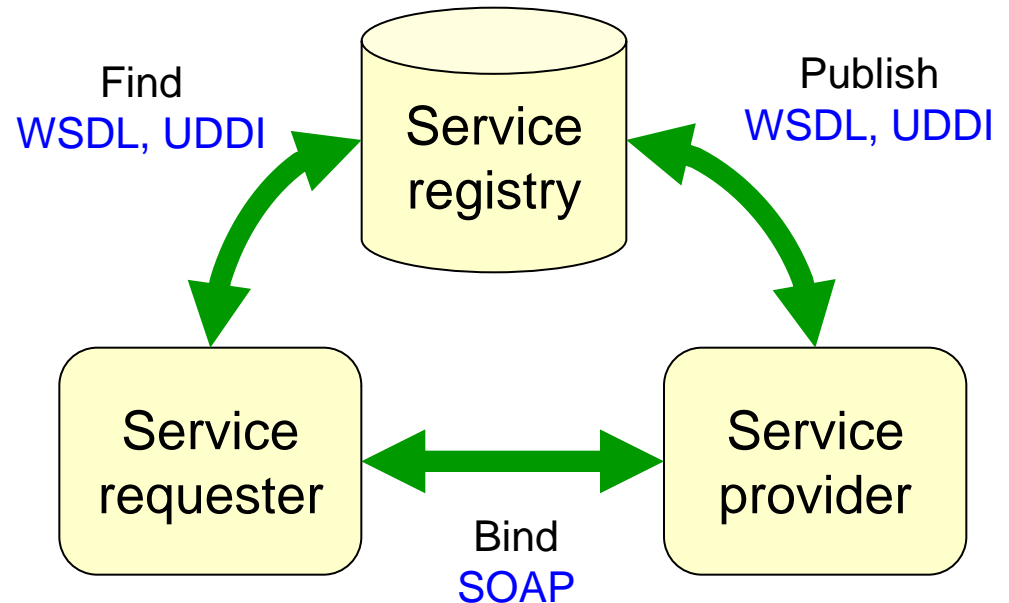 Find
WSDL, UDDI
Publish
WSDL, UDDI
Service
registry
Service
requester
Service
provider
Bind
SOAP